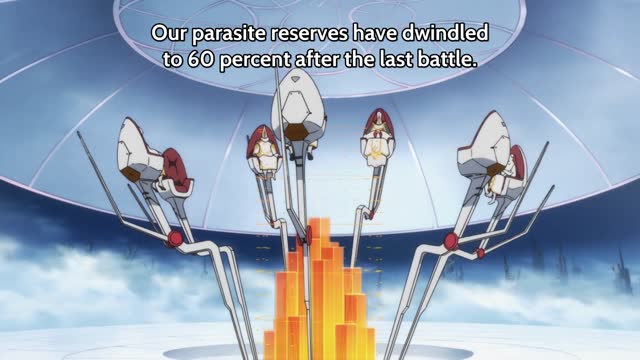 Our parasite reserves have dwindled
to 60 percent after the last battle.